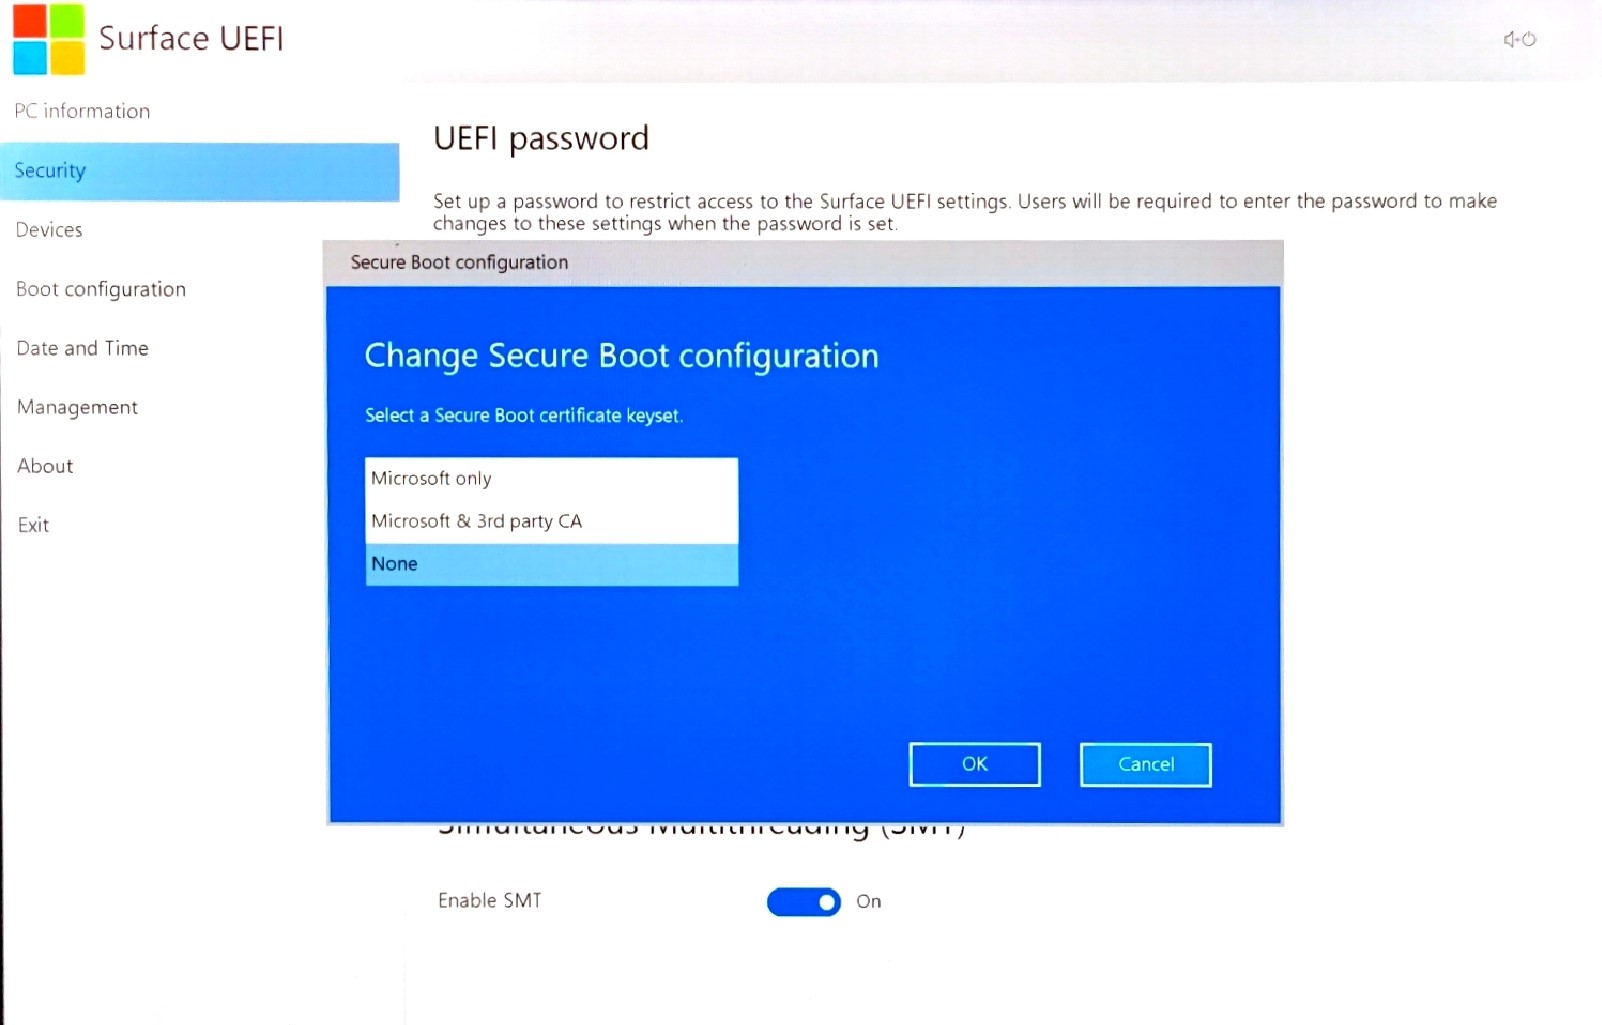 Surface UEFI
PC information
Security
Devices
Boot configuration
Date and Time
Management
About
Exit
UEFI password
Set up a password to restrict access to the Surface UEFI settings. Users will be required to enter the password to make
changes to these settings when the password is set.
Secure Boot configuration
Change Secure Boot configuration
Select a Secure Boot certificate keyset.
Microsoft only
Microsoft & 3rd party CA
None
OK
Cancel
Simultaneous Multithreading (SMT)
Enable SMT
On